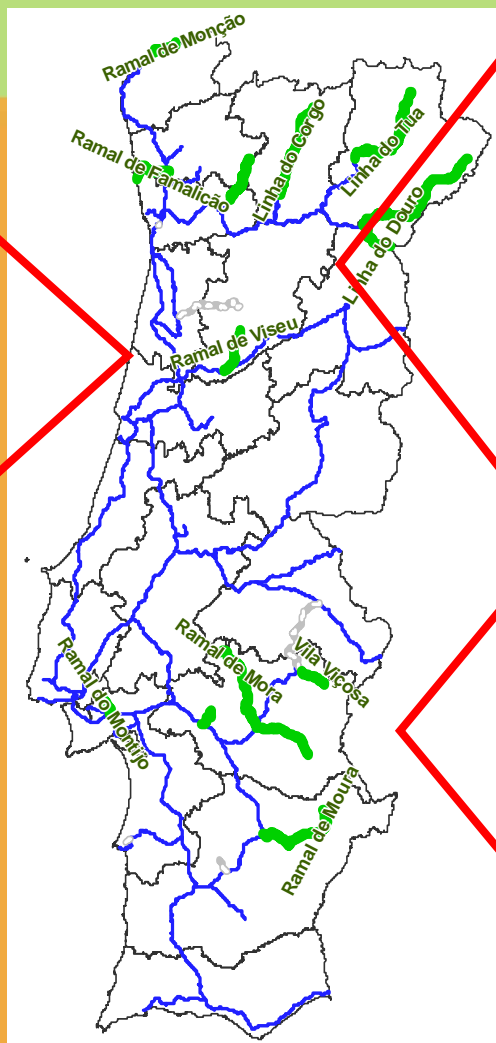 Ramal de Monção
Ramal de Famalicão
Linha do Corgo
Linha do Tua
Linha do Douro
Ramal de Viseu
Ramal de Mora
Vila Viçosa
Ramal do Montijo
Ramal de Moura